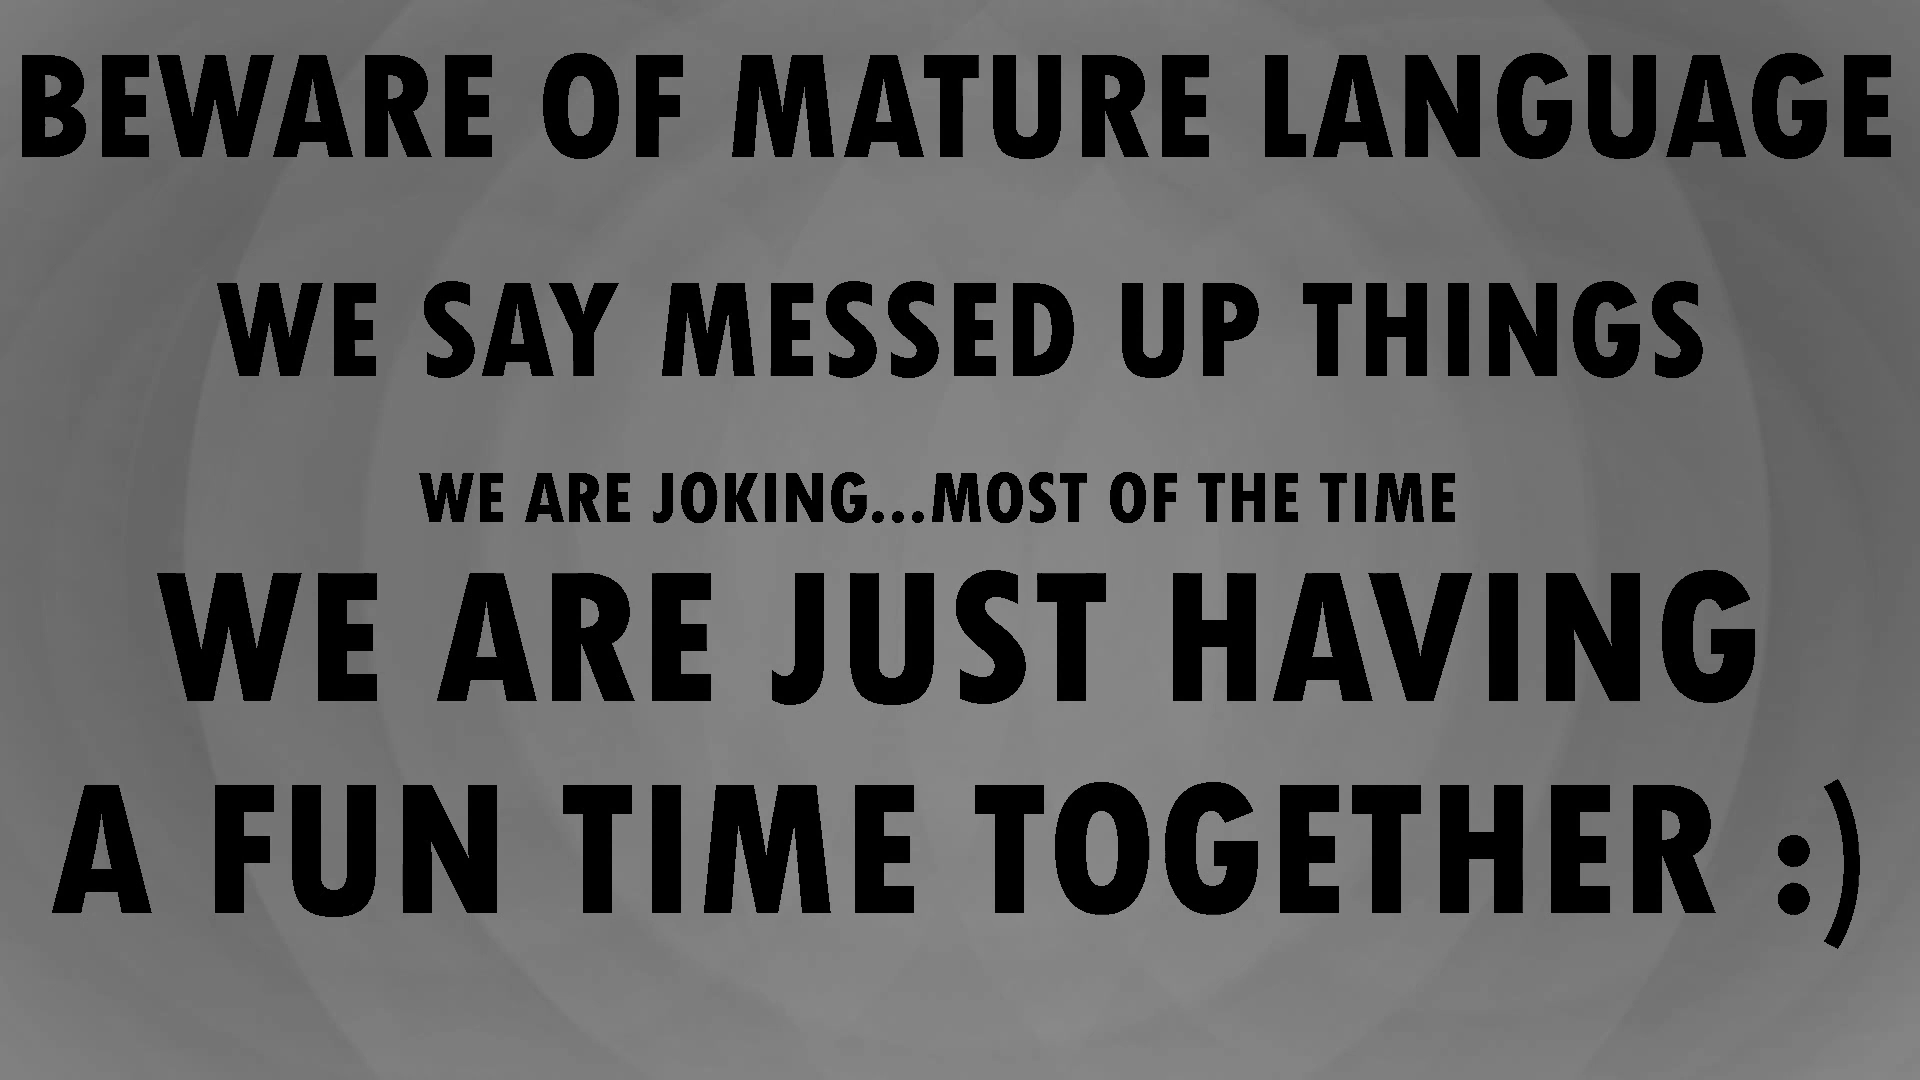 BEWARE OF MATURE LANGUAGE
WE SAY MESSED UP THINGS
WE ARE JOKING...MOST OF THE TIME
WE ARE JUST HAVING
A FUN TIME TOGETHER :)